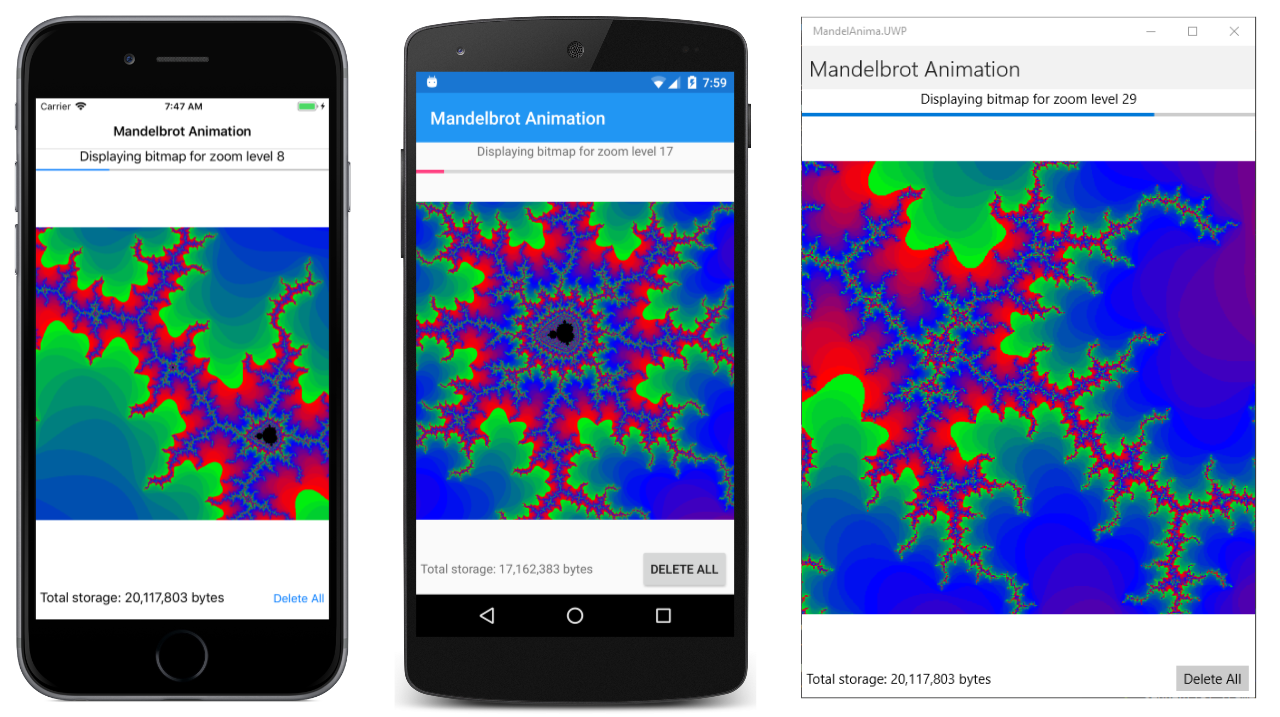 Carrier 7:47 AM
Mandelbrot Animation
Displaying bitmap for zoom level 8
Total storage: 20,117,803 bytes Delete All
7:59
Mandelbrot Animation
Displaying bitmap for zoom level 17
Total storage: 17,162,383 bytes DELETE ALL
MandelAnima.UWP
Mandelbrot Animation
Displaying bitmap for zoom level 29
Total storage: 20,117,803 bytes Delete All